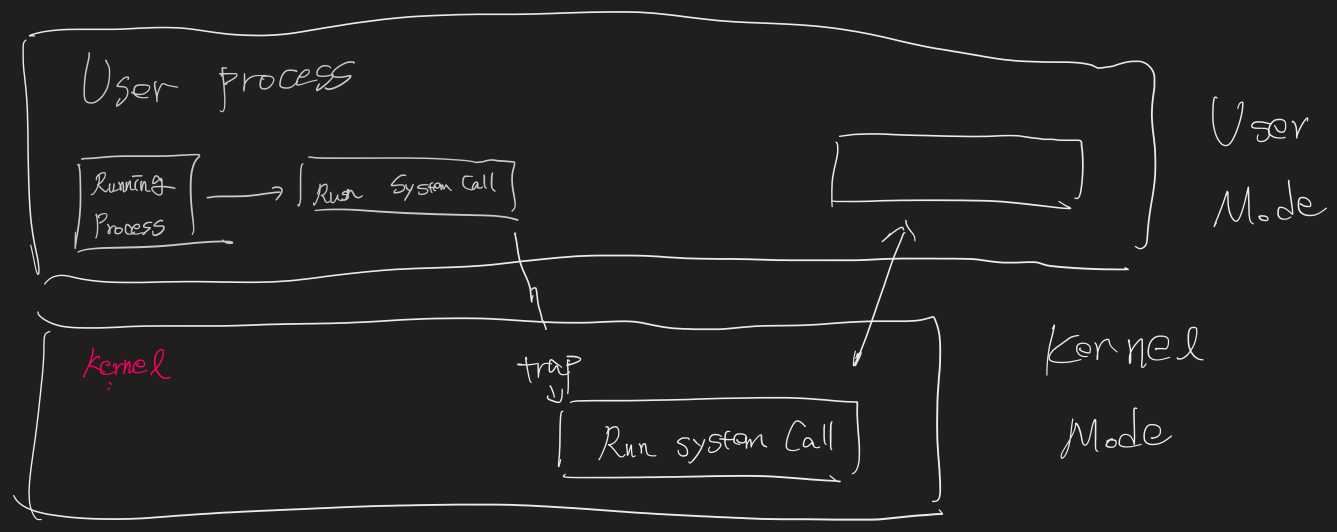 User process
User
Mode
Running
Process
Run System Call
Kernel
trap
Run system Call
Kernel
Mode